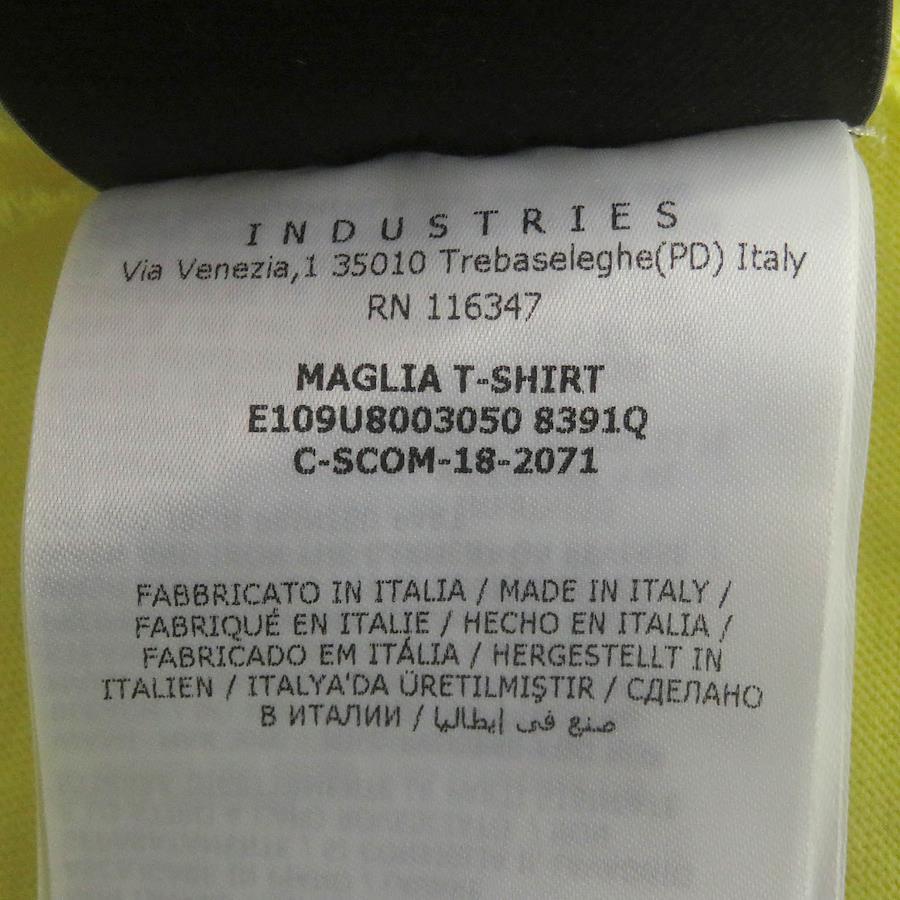 INDUSTRIES
Via Venezia,1 35010 Trebaseleghe(PD) Italy
RN 116347
MAGLIA T-SHIRT
E109U8003050 8391Q
C-SCOM-18-2071
FABBRICATO IN ITALIA / MADE IN ITALY /
FABRIQUÉ EN ITALIE / HECHO EN ITALIA /
FABRICADO EM ITÁLIA / HERGESTELLT IN
ITALIEN / ITALYA'DA ÜRETILMIŞTIR / СДЕЛАНО
В ИТАЛИИ / صنع في إيطاليا